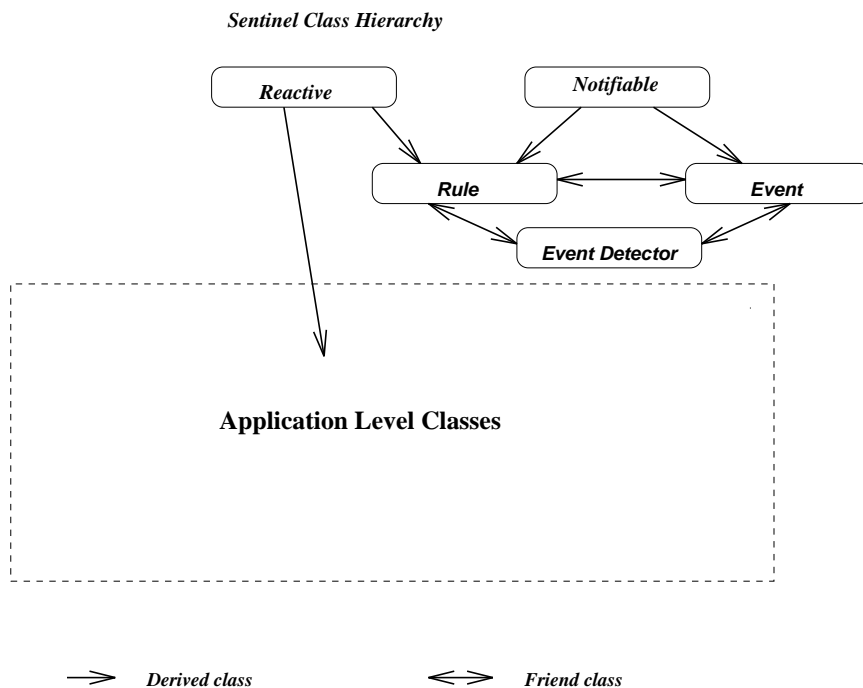 Sentinel Class Hierarchy
Reactive
Notifiable
Rule
Event
Event Detector
Application Level Classes
Derived class
Friend class